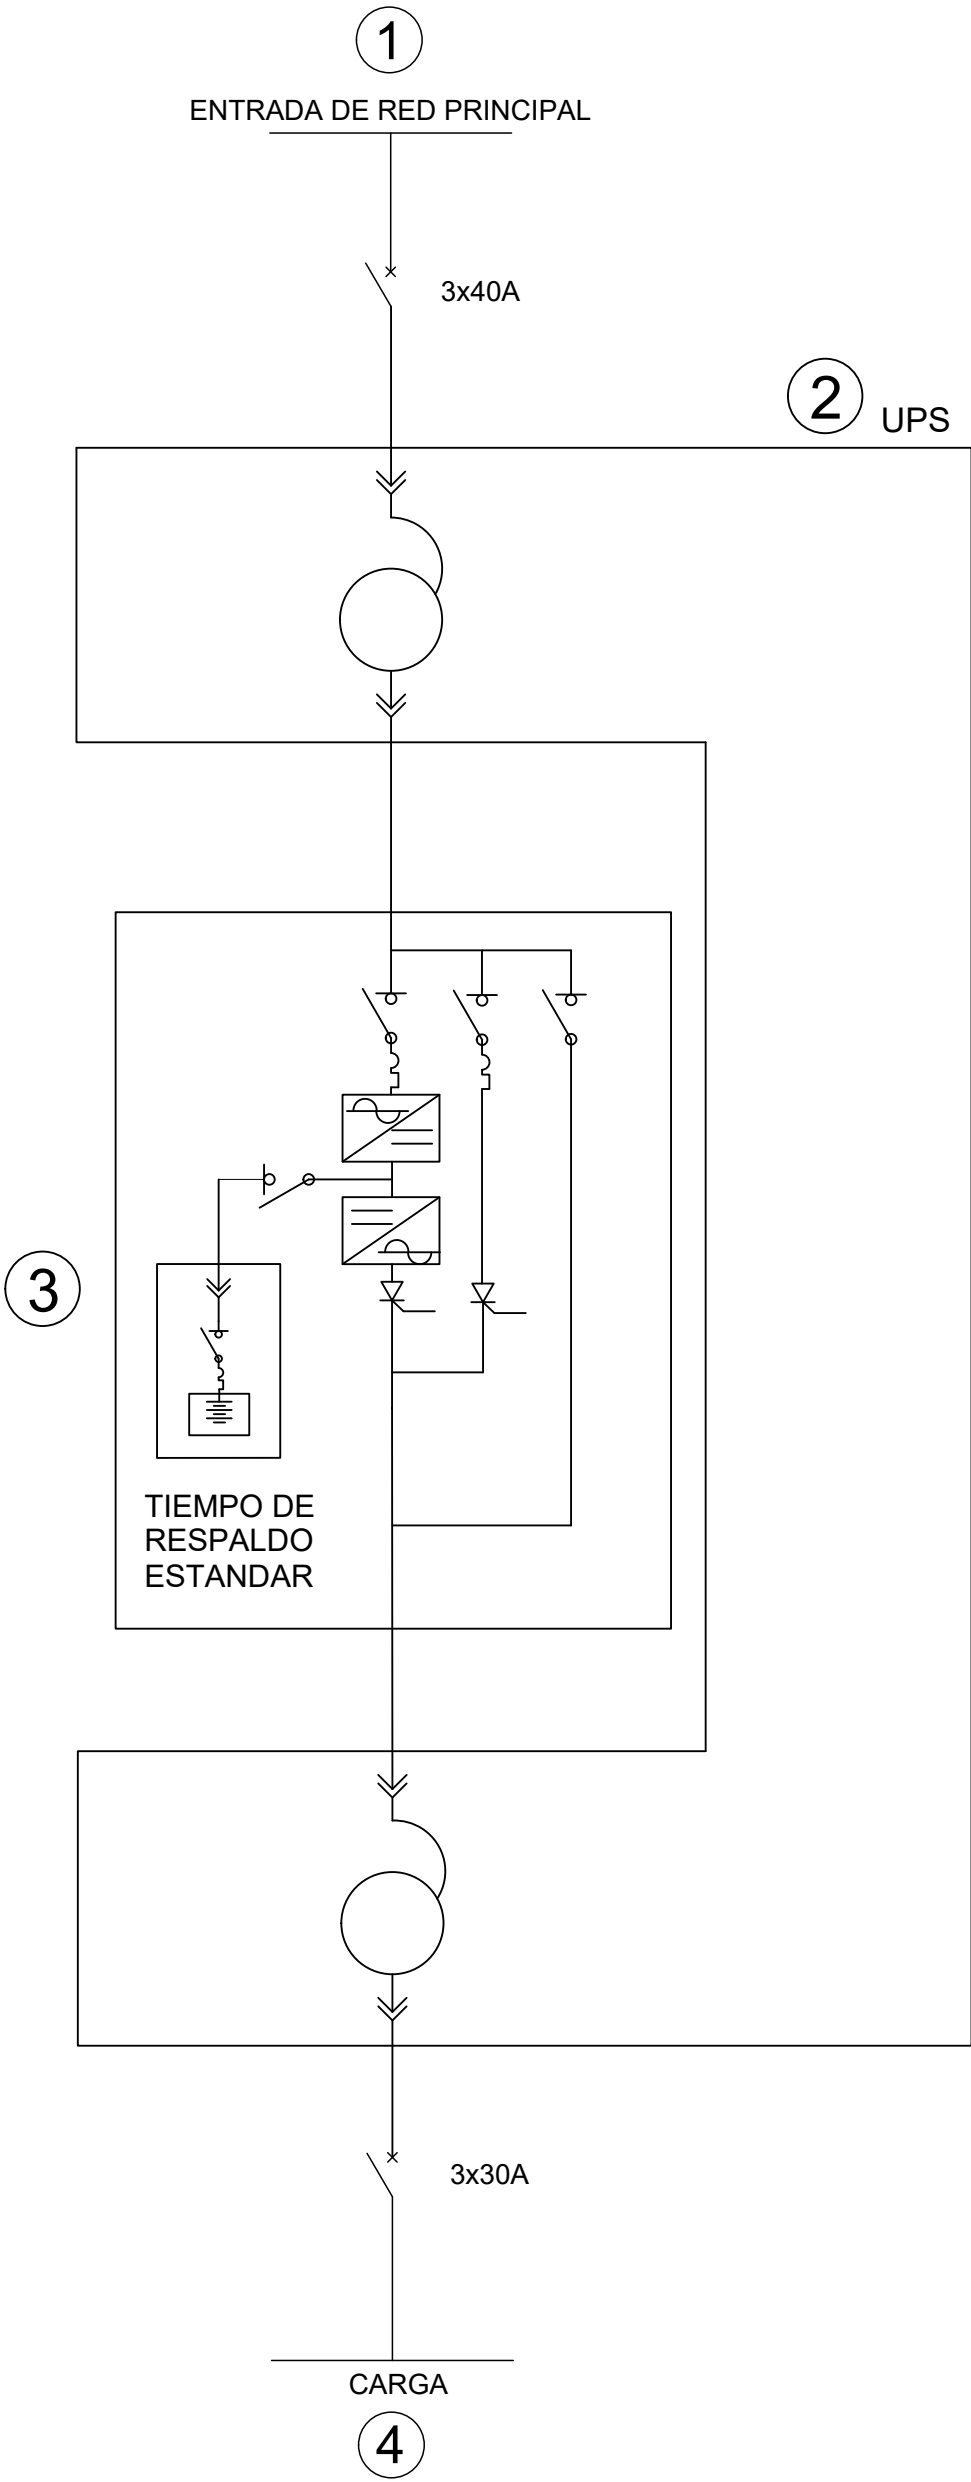 1
ENTRADA DE RED PRINCIPAL
3x40A
2
UPS
3
TIEMPO DE
RESPALDO
ESTANDAR
3x30A
CARGA
4